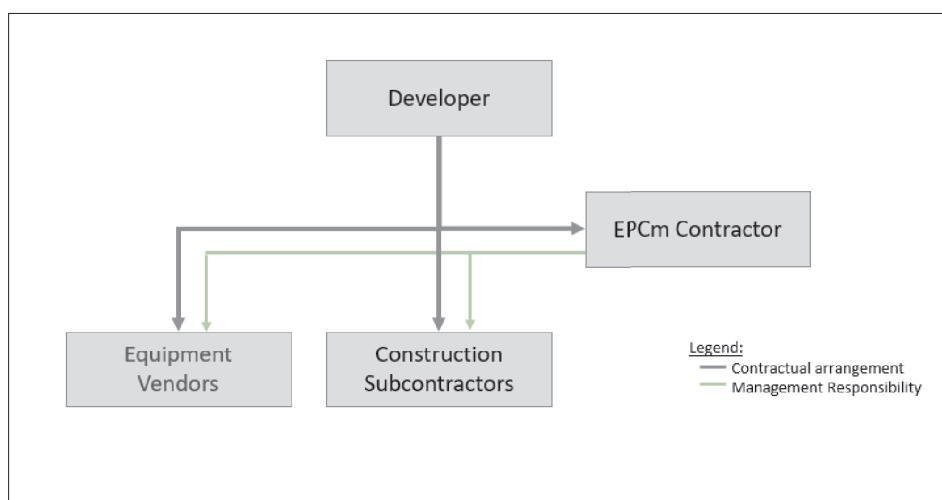 Developer
EPCm Contractor
Equipment
Vendors
Construction
Subcontractors
Legend:
Contractual arrangement
Management Responsibility